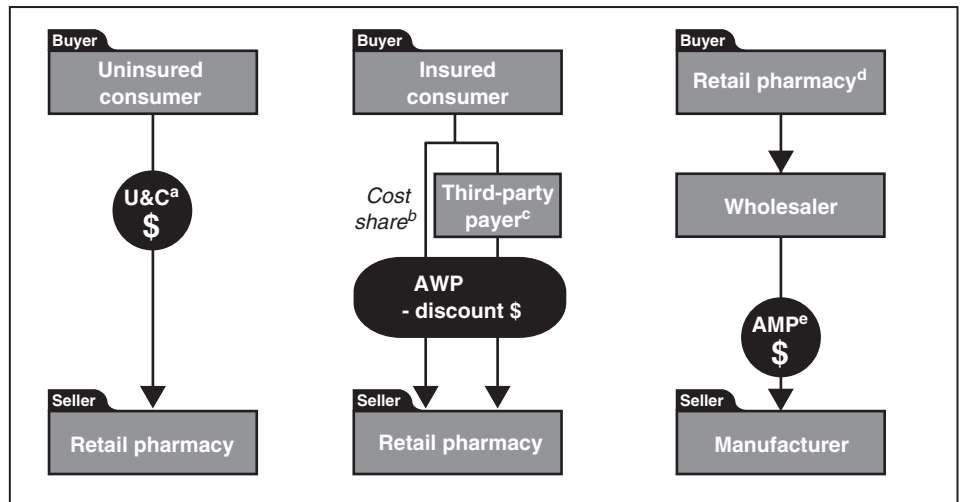 Buyer
Uninsured
consumer
U&Cᵃ
$
Seller
Retail pharmacy
Buyer
Insured
consumer
Cost
shareᵇ
Third-party
payerᶜ
AWP
- discount $
Seller
Retail pharmacy
Buyer
Retail pharmacyᵈ
Wholesaler
AMPᵉ
$
Seller
Manufacturer